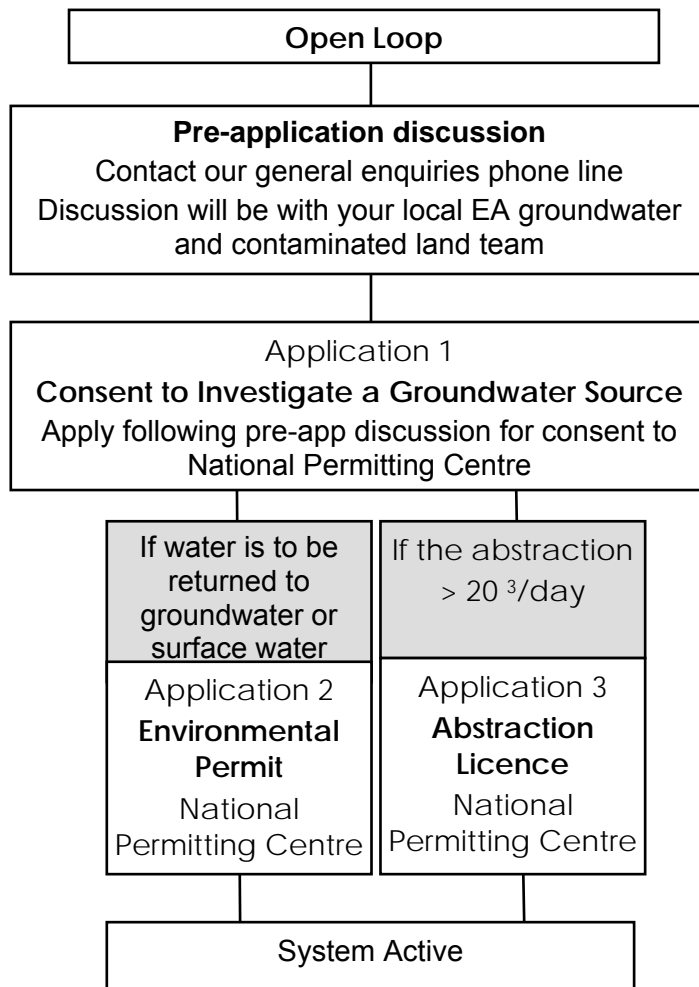 Open Loop
Pre-application discussion
Contact our general enquiries phone line
Discussion will be with your local EA groundwater
and contaminated land team
Application 1
Consent to Investigate a Groundwater Source
Apply following pre-app discussion for consent to
National Permitting Centre
If water is to be
returned to
groundwater or
surface water
Application 2
Environmental
Permit
National
Permitting Centre
If the abstraction
> 20 ³/day
Application 3
Abstraction
Licence
National
Permitting Centre
System Active